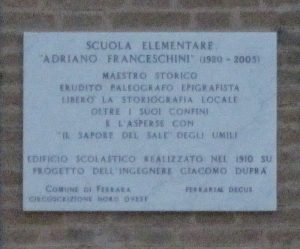 SCUOLA ELEMENTARE
"ADRIANO FRANCESCHINI" (1920 - 2005)
MAESTRO STORICO
ERUDITO PALEOGRAFO EPIGRAFISTA
LIBERÒ LA STORIOGRAFIA LOCALE
OLTRE I SUOI CONFINI
E L'ASPERSE CON
"IL SAPORE DEL SALE" DEGLI UMILI
EDIFICIO SCOLASTICO REALIZZATO NEL 1910 SU
PROGETTO DELL'INGEGNERE GIACOMO DUPRÀ
COMUNE DI FERRARA FERRARIAE DECUS
CIRCOSCRIZIONE NORD OVEST